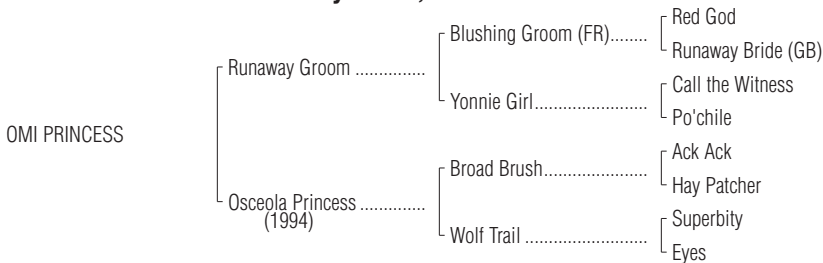 Red God
Blushing Groom (FR)........
Runaway Bride (GB)
Runaway Groom ...............
Call the Witness
Yonnie Girl.........................
Po'chile
OMI PRINCESS
Ack Ack
Broad Brush.......................
Hay Patcher
Osceola Princess ..............
(1994)
Superbity
Wolf Trail ...........................
Eyes